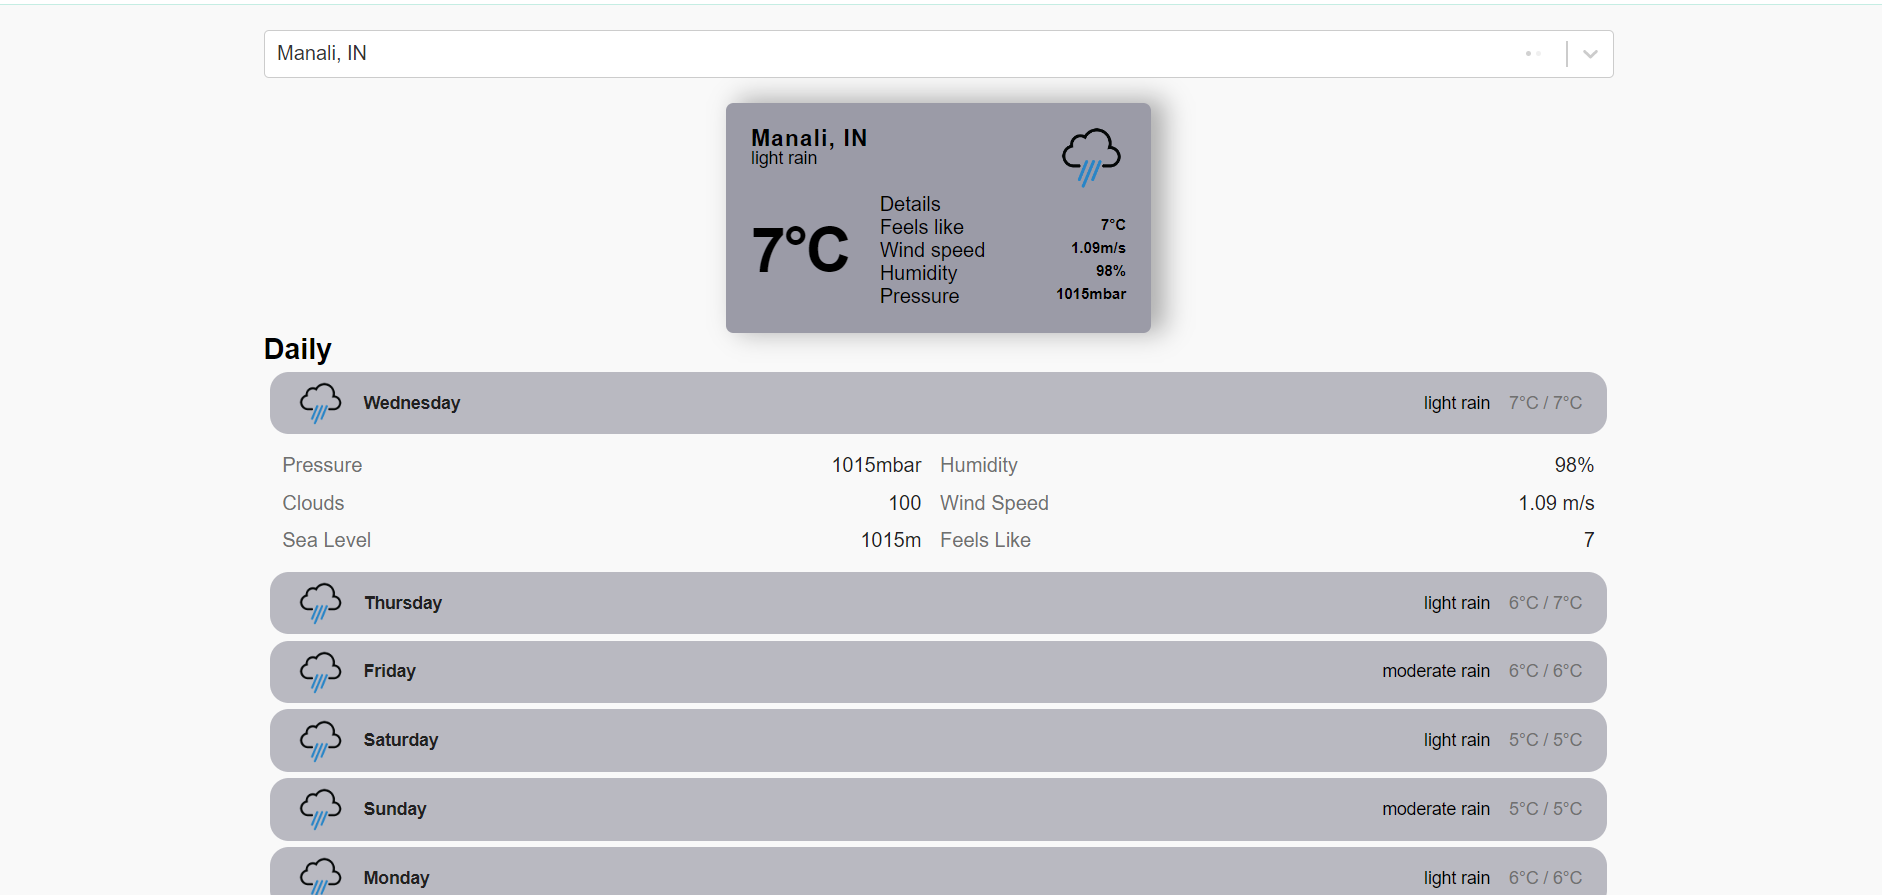 Manali, IN
Manali, IN
light rain
7°C
Details
Feels like 7°C
Wind speed 1.09m/s
Humidity 98%
Pressure 1015mbar
Daily
Wednesday light rain 7°C / 7°C
Pressure 1015mbar Humidity 98%
Clouds 100 Wind Speed 1.09 m/s
Sea Level 1015m Feels Like 7
Thursday light rain 6°C / 7°C
Friday moderate rain 6°C / 6°C
Saturday light rain 5°C / 5°C
Sunday moderate rain 5°C / 5°C
Monday light rain 6°C / 6°C